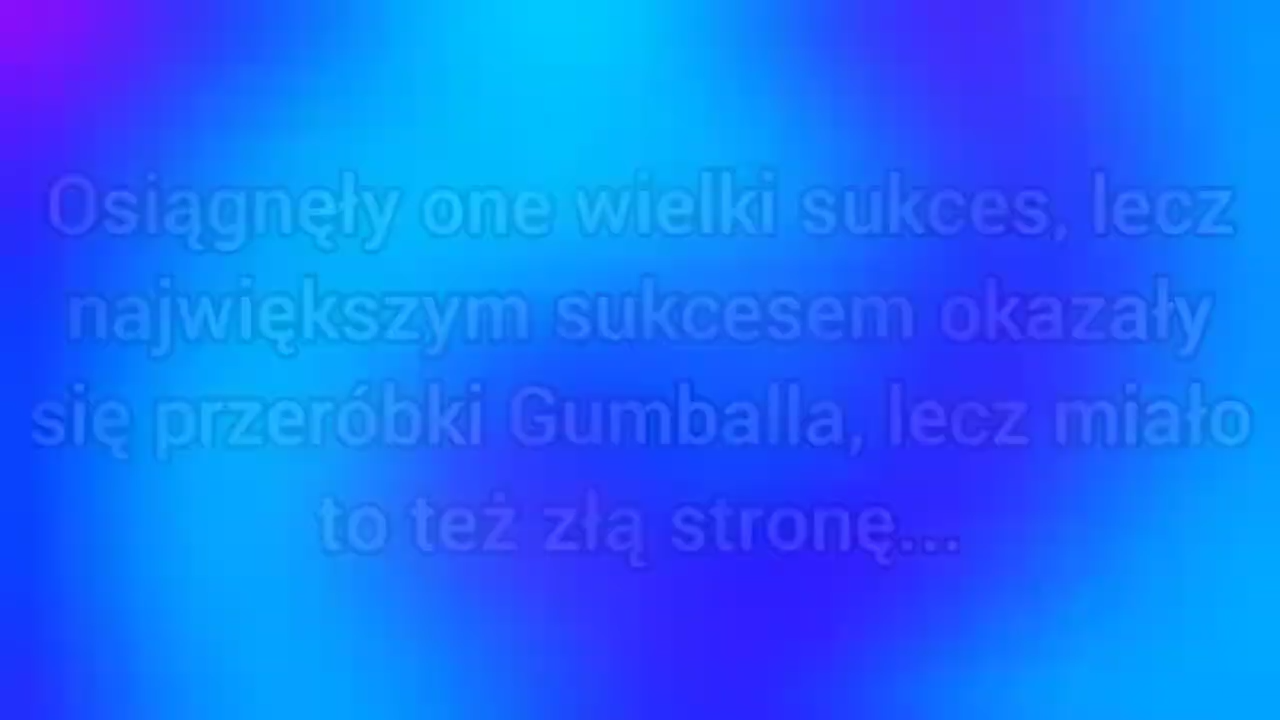 Osiągnęły one wielki sukces, lecz
największym sukcesem okazały
się przeróbki Gumballa, lecz miało
to też złą stronę...